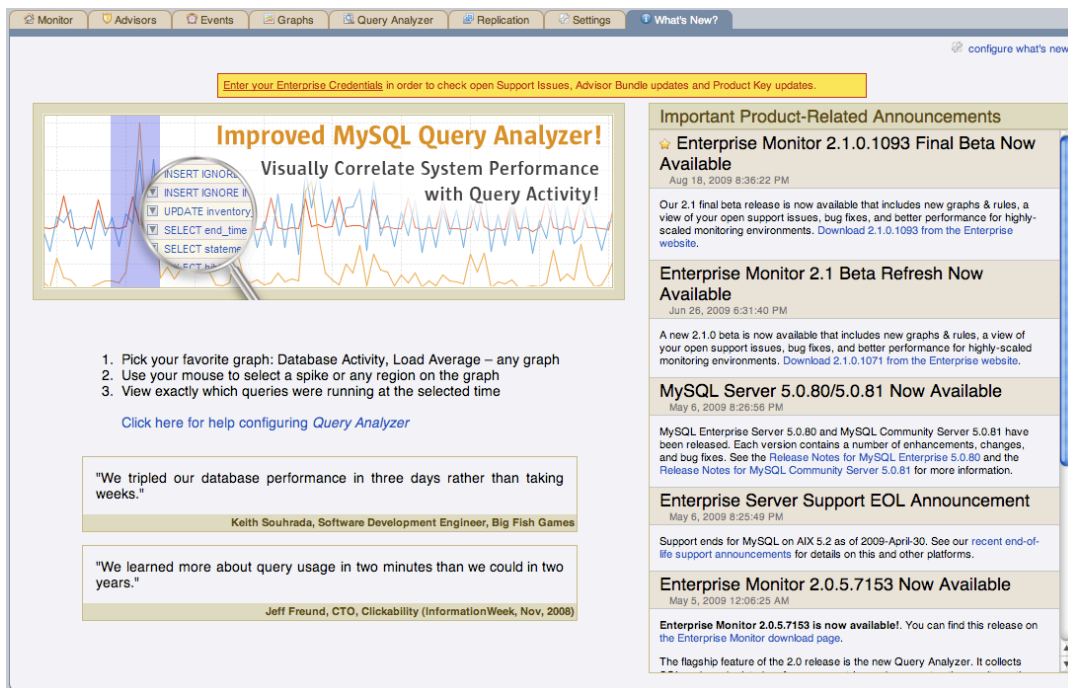 Monitor
Advisors
Events
Graphs
Query Analyzer
Replication
Settings
What's New?
configure what's new
Enter your Enterprise Credentials in order to check open Support Issues, Advisor Bundle updates and Product Key updates.
Improved MySQL Query Analyzer!
Visually Correlate System Performance
with Query Activity!
INSERT IGNORE
INSERT IGNORE
UPDATE inventory
SELECT end_time
SELECT stateme
SELECT
1. Pick your favorite graph: Database Activity, Load Average – any graph
2. Use your mouse to select a spike or any region on the graph
3. View exactly which queries were running at the selected time
Click here for help configuring Query Analyzer
"We tripled our database performance in three days rather than taking
weeks."
Keith Souhrada, Software Development Engineer, Big Fish Games
"We learned more about query usage in two minutes than we could in two
years."
Jeff Freund, CTO, Clickability (InformationWeek, Nov, 2008)
Important Product-Related Announcements
Enterprise Monitor 2.1.0.1093 Final Beta Now
Available
Aug 18, 2009 8:36:22 PM
Our 2.1 final beta release is now available that includes new graphs & rules, a
view of your open support issues, bug fixes, and better performance for highly-
scaled monitoring environments. Download 2.1.0.1093 from the Enterprise
website.
Enterprise Monitor 2.1 Beta Refresh Now
Available
Jun 26, 2009 6:31:40 PM
A new 2.1.0 beta is now available that includes new graphs & rules, a view of
your open support issues, bug fixes, and better performance for highly-scaled
monitoring environments. Download 2.1.0.1071 from the Enterprise website.
MySQL Server 5.0.80/5.0.81 Now Available
May 6, 2009 8:26:56 PM
MySQL Enterprise Server 5.0.80 and MySQL Community Server 5.0.81 have
been released. Each version contains a number of enhancements, changes,
and bug fixes. See the Release Notes for MySQL Enterprise 5.0.80 and the
Release Notes for MySQL Community Server 5.0.81 for more information.
Enterprise Server Support EOL Announcement
May 6, 2009 8:25:49 PM
Support ends for MySQL on AIX 5.2 as of 2009-April-30. See our recent end-of-
life support announcements for details on this and other platforms.
Enterprise Monitor 2.0.5.7153 Now Available
May 5, 2009 12:06:25 AM
Enterprise Monitor 2.0.5.7153 is now available!. You can find this release on
the Enterprise Monitor download page.
The flagship feature of the 2.0 release is the new Query Analyzer. It collects